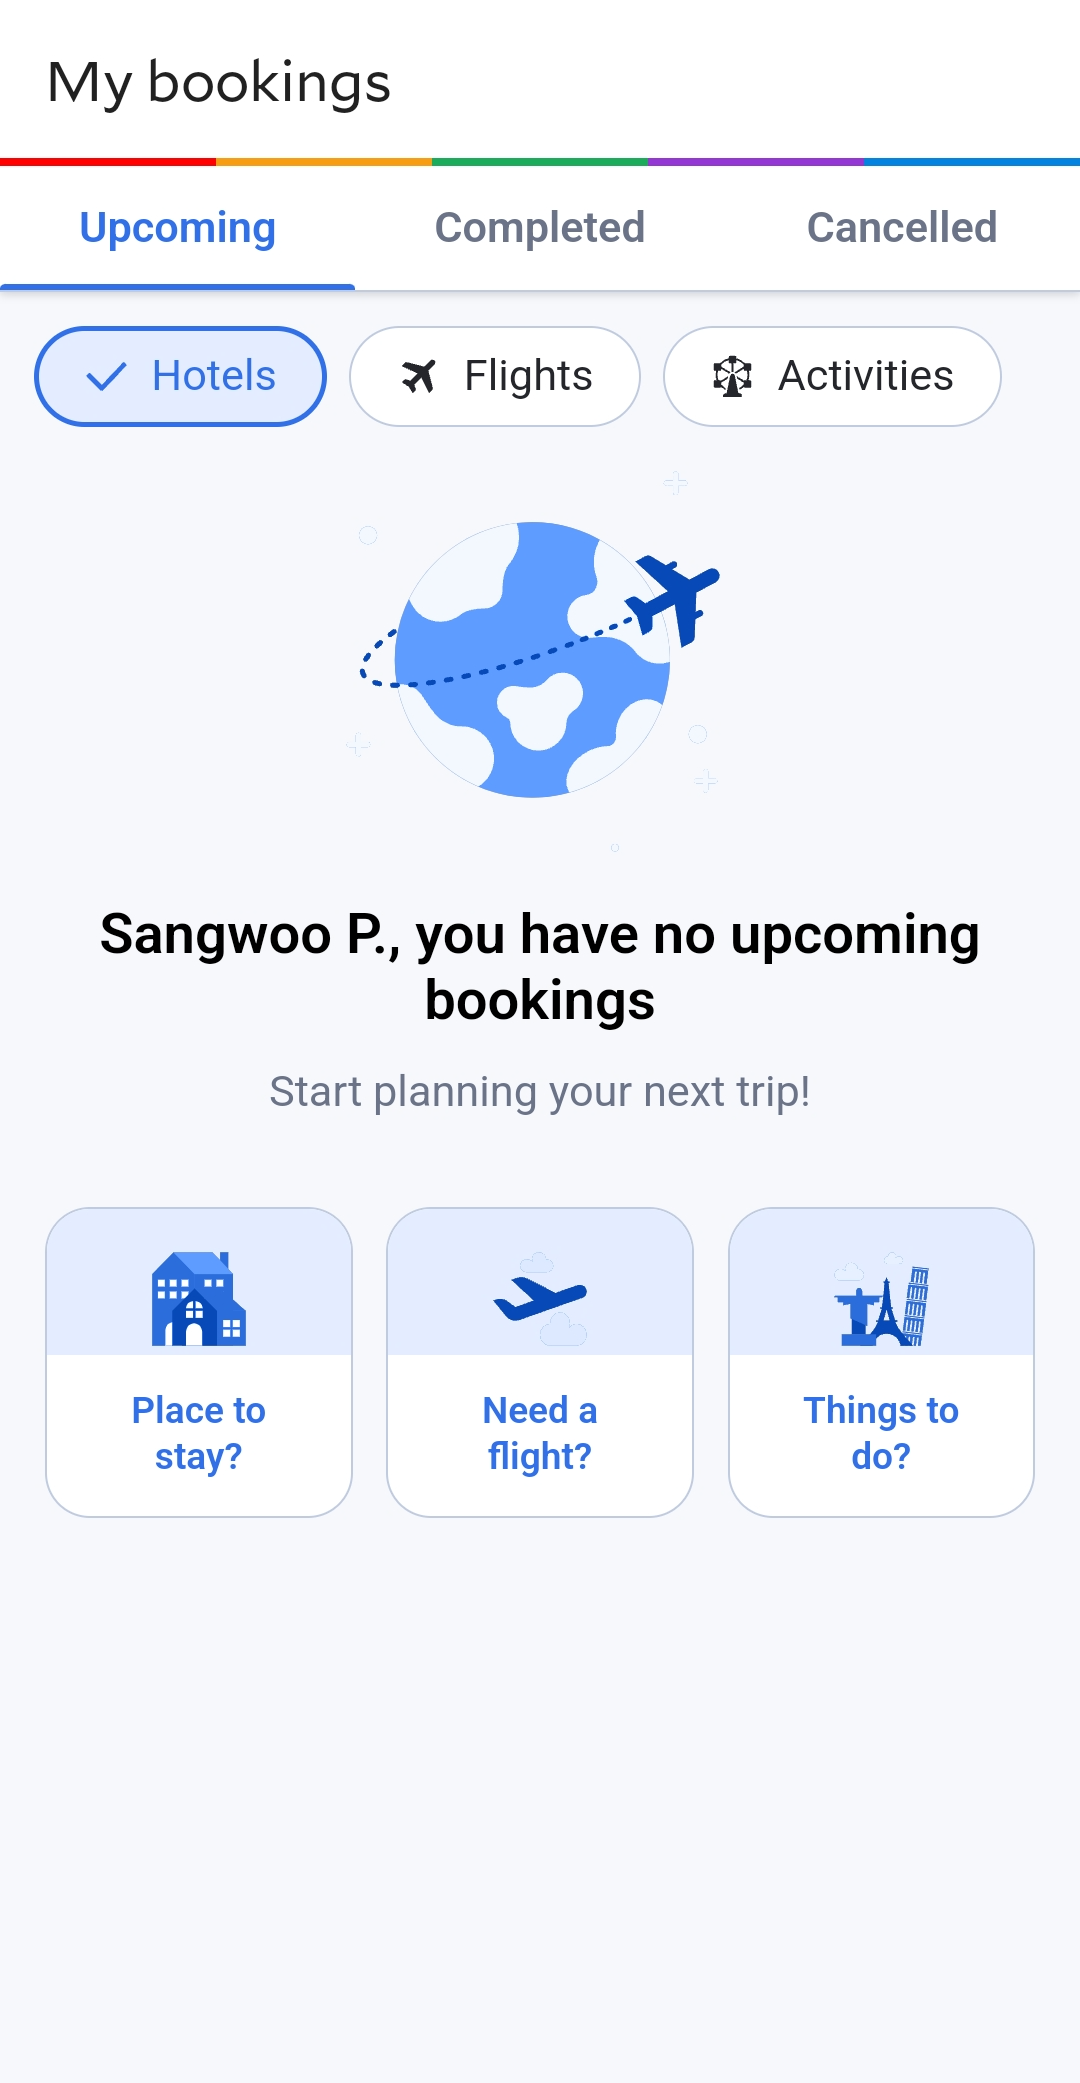 My bookings
Upcoming Completed Cancelled
Hotels Flights Activities
Sangwoo P., you have no upcoming
bookings
Start planning your next trip!
Place to
stay?
Need a
flight?
Things to
do?